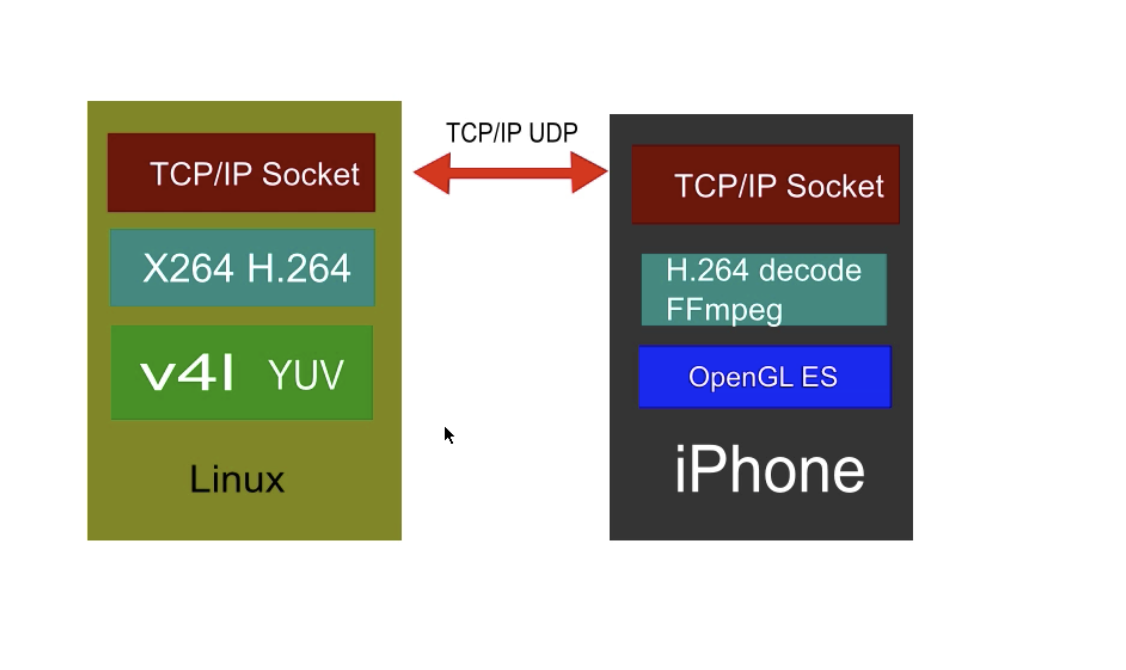 TCP/IP UDP
TCP/IP Socket
X264 H.264
v4l YUV
Linux
TCP/IP Socket
H.264 decode
FFmpeg
OpenGL ES
iPhone